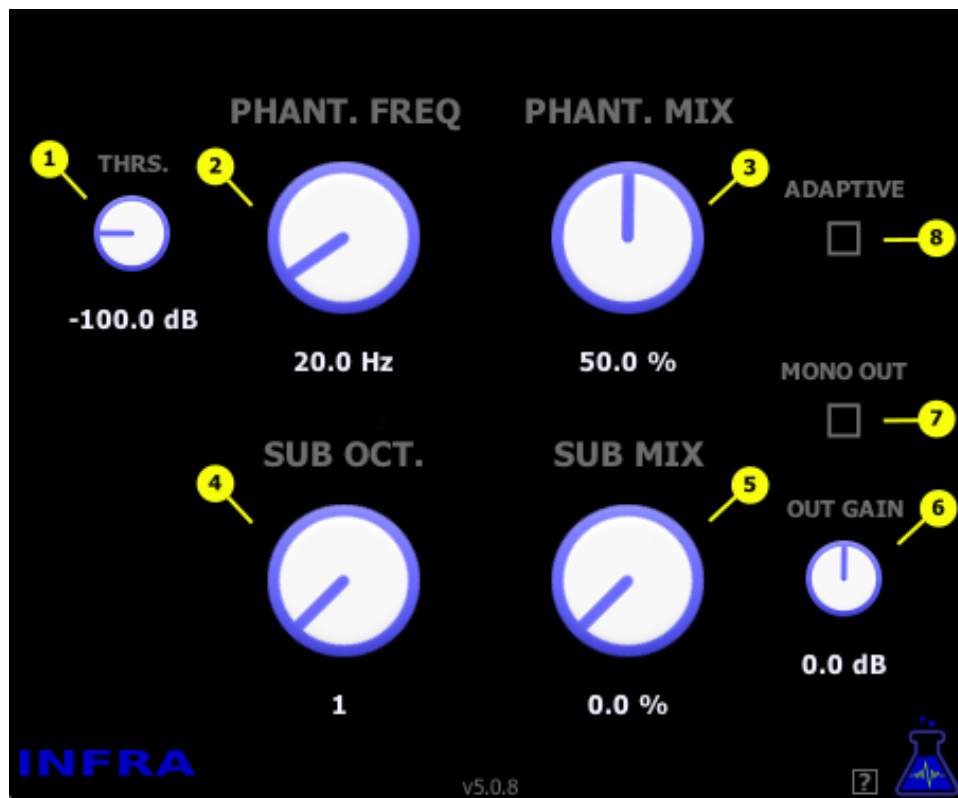 PHANT. FREQ
PHANT. MIX
1
THRS.
2
3
ADAPTIVE
8
-100.0 dB
20.0 Hz
50.0 %
MONO OUT
7
SUB OCT.
SUB MIX
4
5
OUT GAIN
6
0.0 dB
1
0.0 %
INFRA
v5.0.8
?